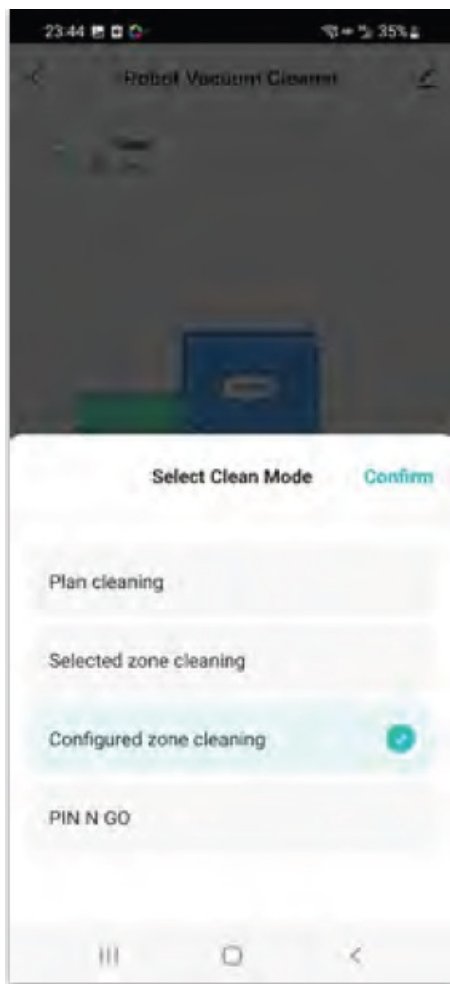 23:44 35%
Robot Vacuum Cleaner
Select Clean Mode Confirm
Plan cleaning
Selected zone cleaning
Configured zone cleaning
PIN N GO